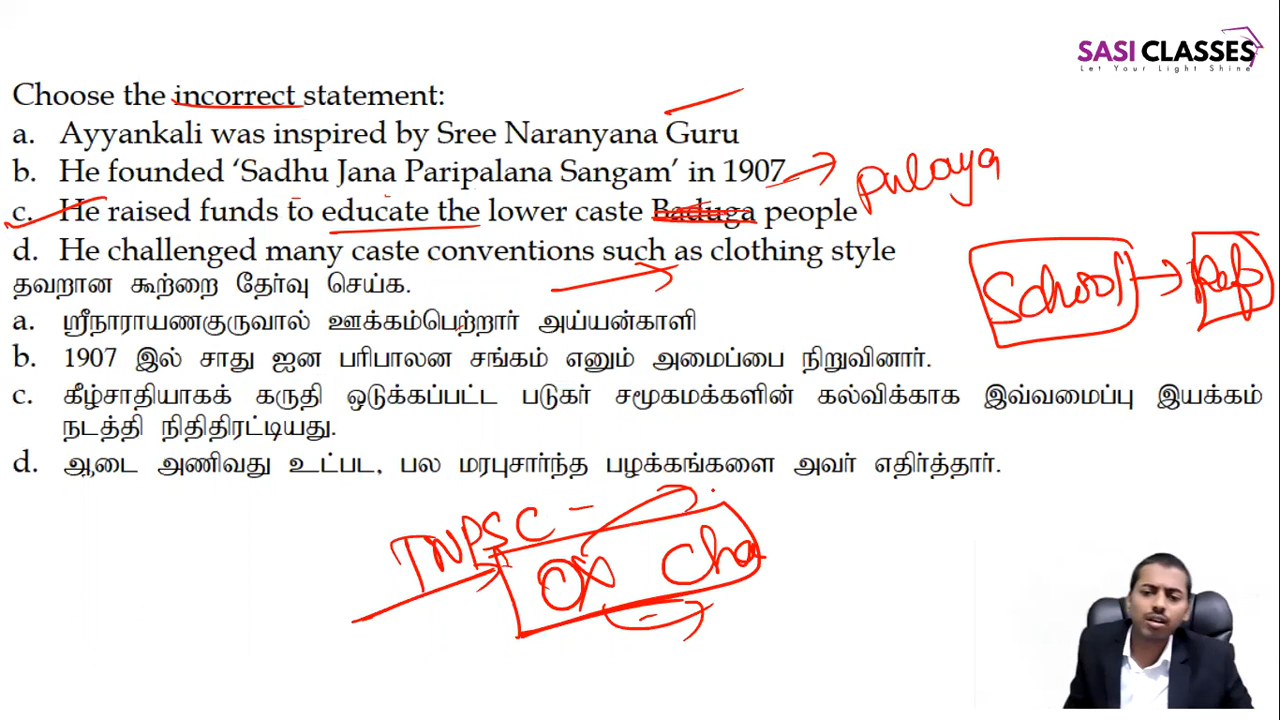 SASI CLASSES
Let Your Light Shine
Choose the incorrect statement:
a. Ayyankali was inspired by Sree Naranyana Guru
b. He founded ‘Sadhu Jana Paripalana Sangam’ in 1907 → Pulaya
c. He raised funds to educate the lower caste Baduga people
d. He challenged many caste conventions such as clothing style
School →
தவறான கூற்றை தேர்வு செய்க.
a. ஸ்ரீநாராயணகுருவால் ஊக்கம்பெற்றார் அய்யன்காளி
b. 1907 இல் சாது ஐன பரிபாலன சங்கம் எனும் அமைப்பை நிறுவினார்.
c. கீழ்சாதியாகக் கருதி ஒடுக்கப்பட்ட படுகர் சமூகமக்களின் கல்விக்காக இவ்வமைப்பு இயக்கம்
நடத்தி நிதிதிரட்டியது.
d. ஆடை அணிவது உட்பட, பல மரபுசார்ந்த பழக்கங்களை அவர் எதிர்த்தார்.
TNPSC -
OX Cha